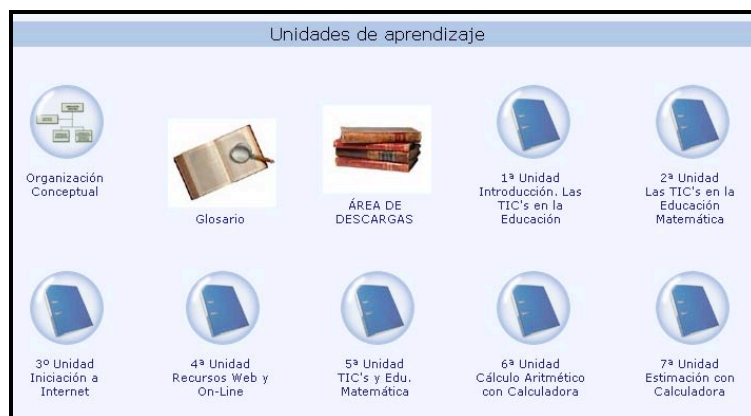 Unidades de aprendizaje
Organización
Conceptual
Glosario
ÁREA DE
DESCARGAS
1ª Unidad
Introducción. Las
TIC's en la
Educación
2ª Unidad
Las TIC's en la
Educación
Matemática
3º Unidad
Iniciación a
Internet
4ª Unidad
Recursos Web y
On-Line
5ª Unidad
TIC's y Edu.
Matemática
6ª Unidad
Cálculo Aritmético
con Calculadora
7ª Unidad
Estimación con
Calculadora